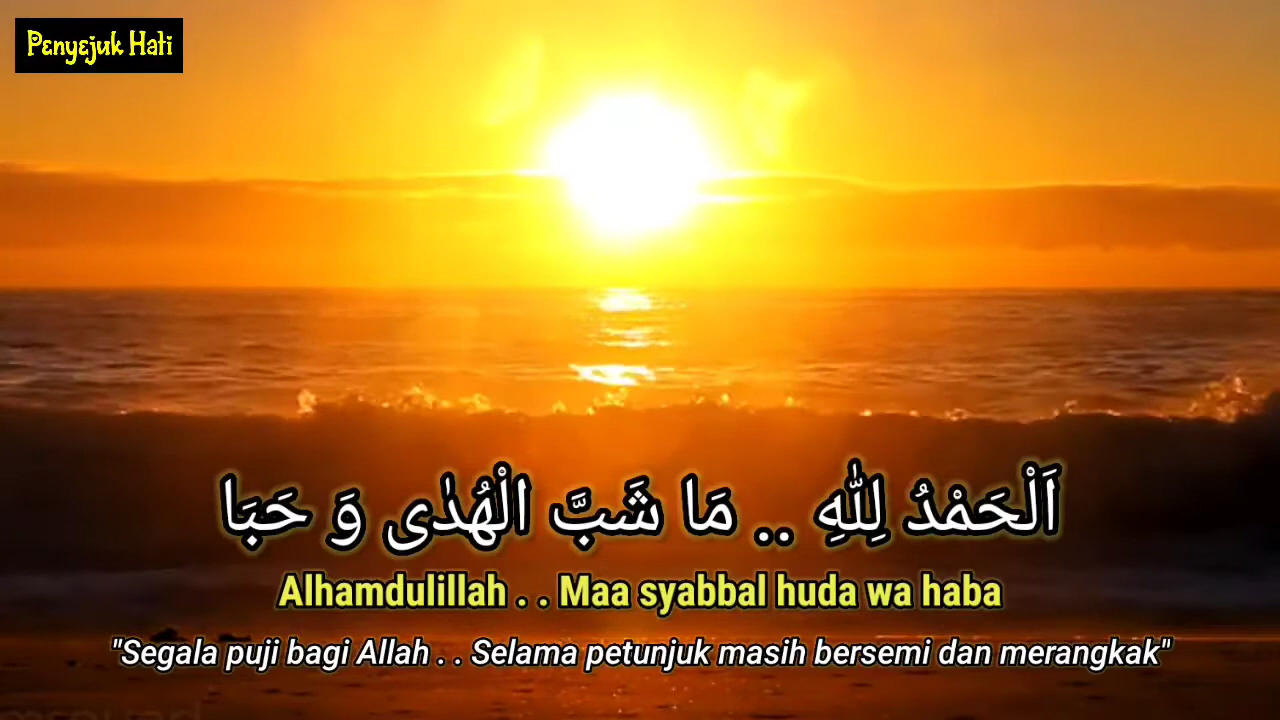 Penyejuk Hati
اَلْحَمْدُ لِلّٰهِ .. مَا شَبَّ الْهُدٰى وَ حَبَا
Alhamdulillah . . Maa syabbal huda wa haba
"Segala puji bagi Allah . . Selama petunjuk masih bersemi dan merangkak"